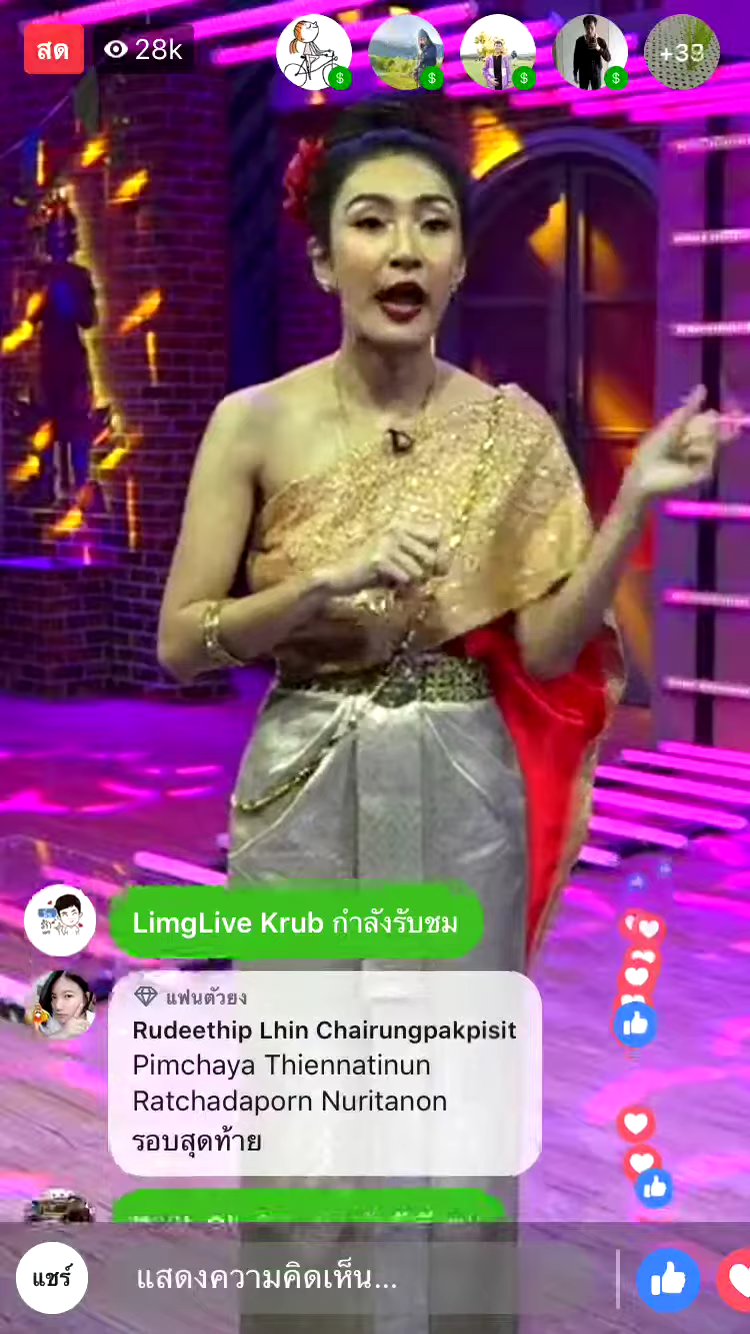 สด
28k
+39
LimgLive Krub กำลังรับชม
แฟนตัวยง
Rudeethip Lhin Chairungpakpisit
Pimchaya Thiennatinun
Ratchadaporn Nuritanon
รอบสุดท้าย
แชร์
แสดงความคิดเห็น...